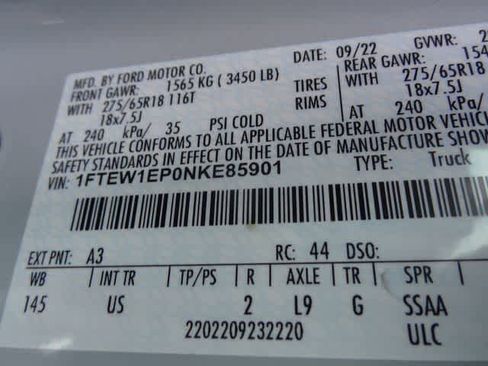 MFD. BY FORD MOTOR CO. DATE: 09/22 GVWR:
FRONT GAWR: 1565 KG (3450 LB) REAR GAWR:
WITH 275/65R18 116T TIRES 275/65R18
18x7.5J RIMS 18x7.5J
AT 240 kPa/ 35 PSI COLD AT 240 kPa/
THIS VEHICLE CONFORMS TO ALL APPLICABLE FEDERAL MOTOR VEHICLE
SAFETY STANDARDS IN EFFECT ON THE DATE OF MANUFACTURE SHOW
VIN: 1FTEW1EP0NKE85901 TYPE: Truck
EXT PNT: A3 RC: 44 DSO:
WB INT TR TP/PS R AXLE TR SPR
145 US 2 L9 G SSAA
2202209232220 ULC